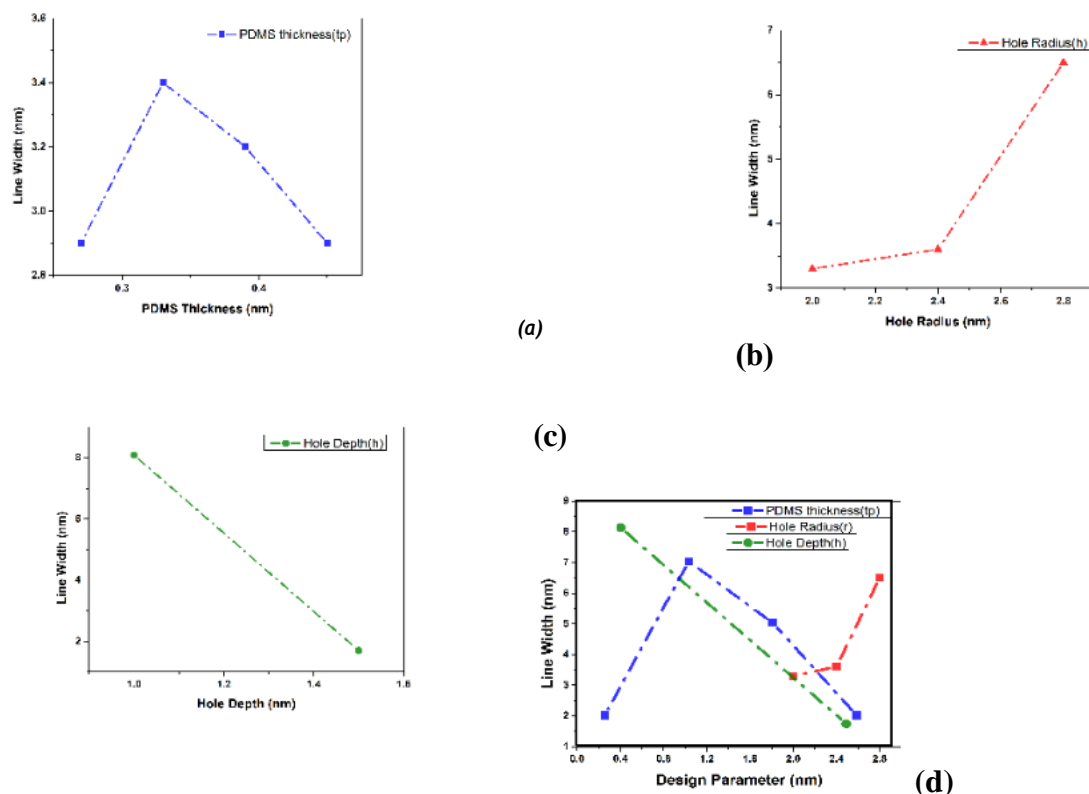 3.6
PDMS thickness(tp)
3.4
3.2
3.0
2.8
Line Width (nm)
0.3
0.4
PDMS Thickness (nm)
(a)
7
Hole Radius(h)
6
5
4
3
Line Width (nm)
2.0
2.2
2.4
2.6
2.8
Hole Radius (nm)
(b)
Hole Depth(h)
8
6
4
2
Line Width (nm)
1.0
1.2
1.4
1.6
Hole Depth (nm)
(c)
9
PDMS thickness(tp)
Hole Radius(r)
Hole Depth(h)
8
7
6
5
4
3
2
1
Line Width (nm)
0.0
0.4
0.8
1.2
1.6
2.0
2.4
2.8
Design Parameter (nm)
(d)